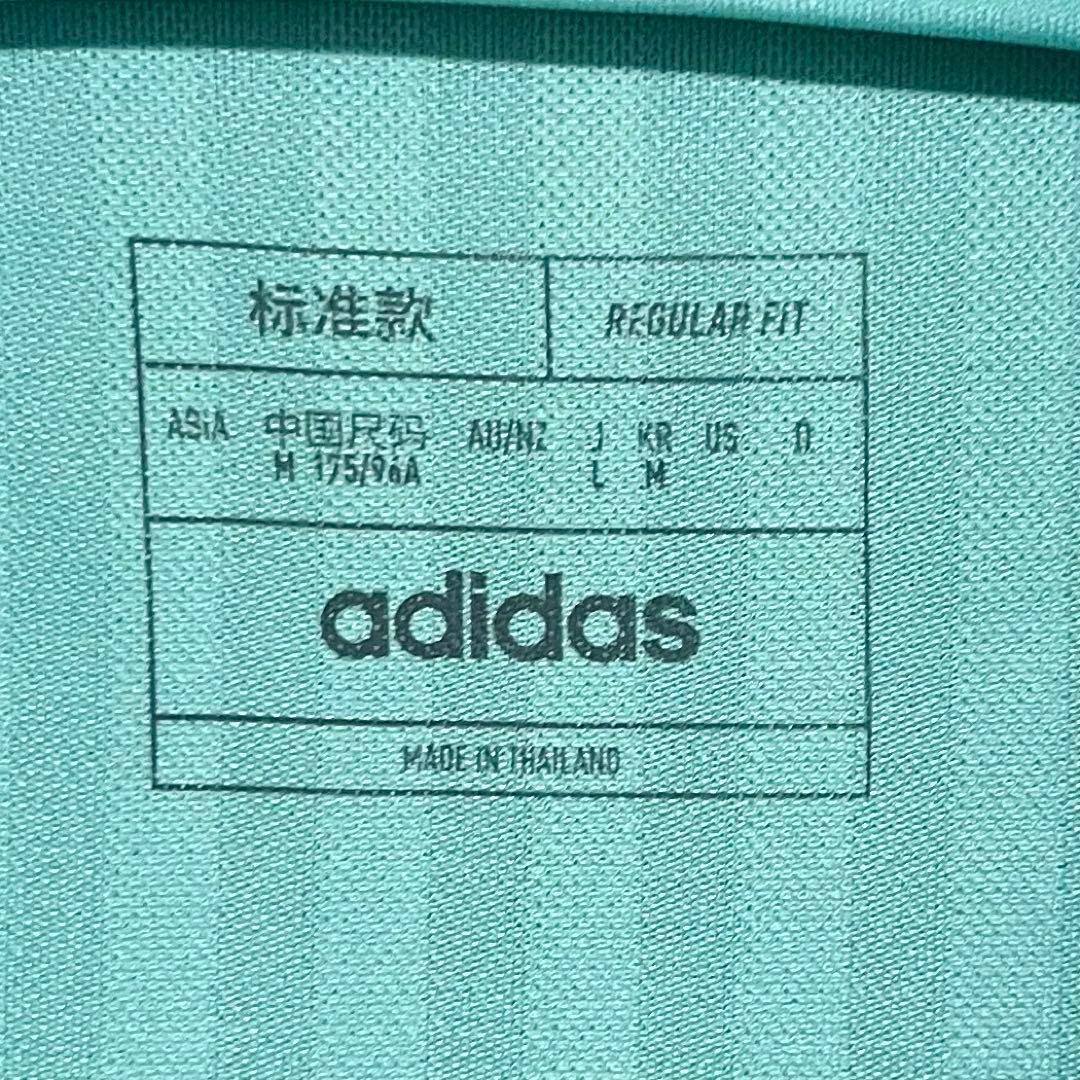 标准款 REGULAR FIT
ASIA 中国尺码 AU/NZ J KR US D
M 175/96A L M
adidas
MADE IN THAILAND